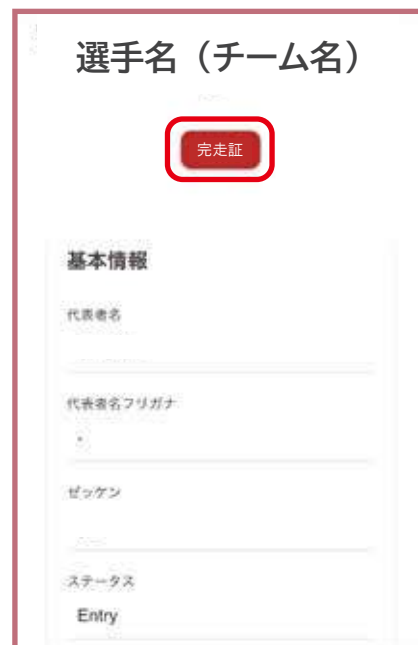 選手名（チーム名）
完走証
基本情報
代表者名
代表者名フリガナ
ゼッケン
ステータス
Entry